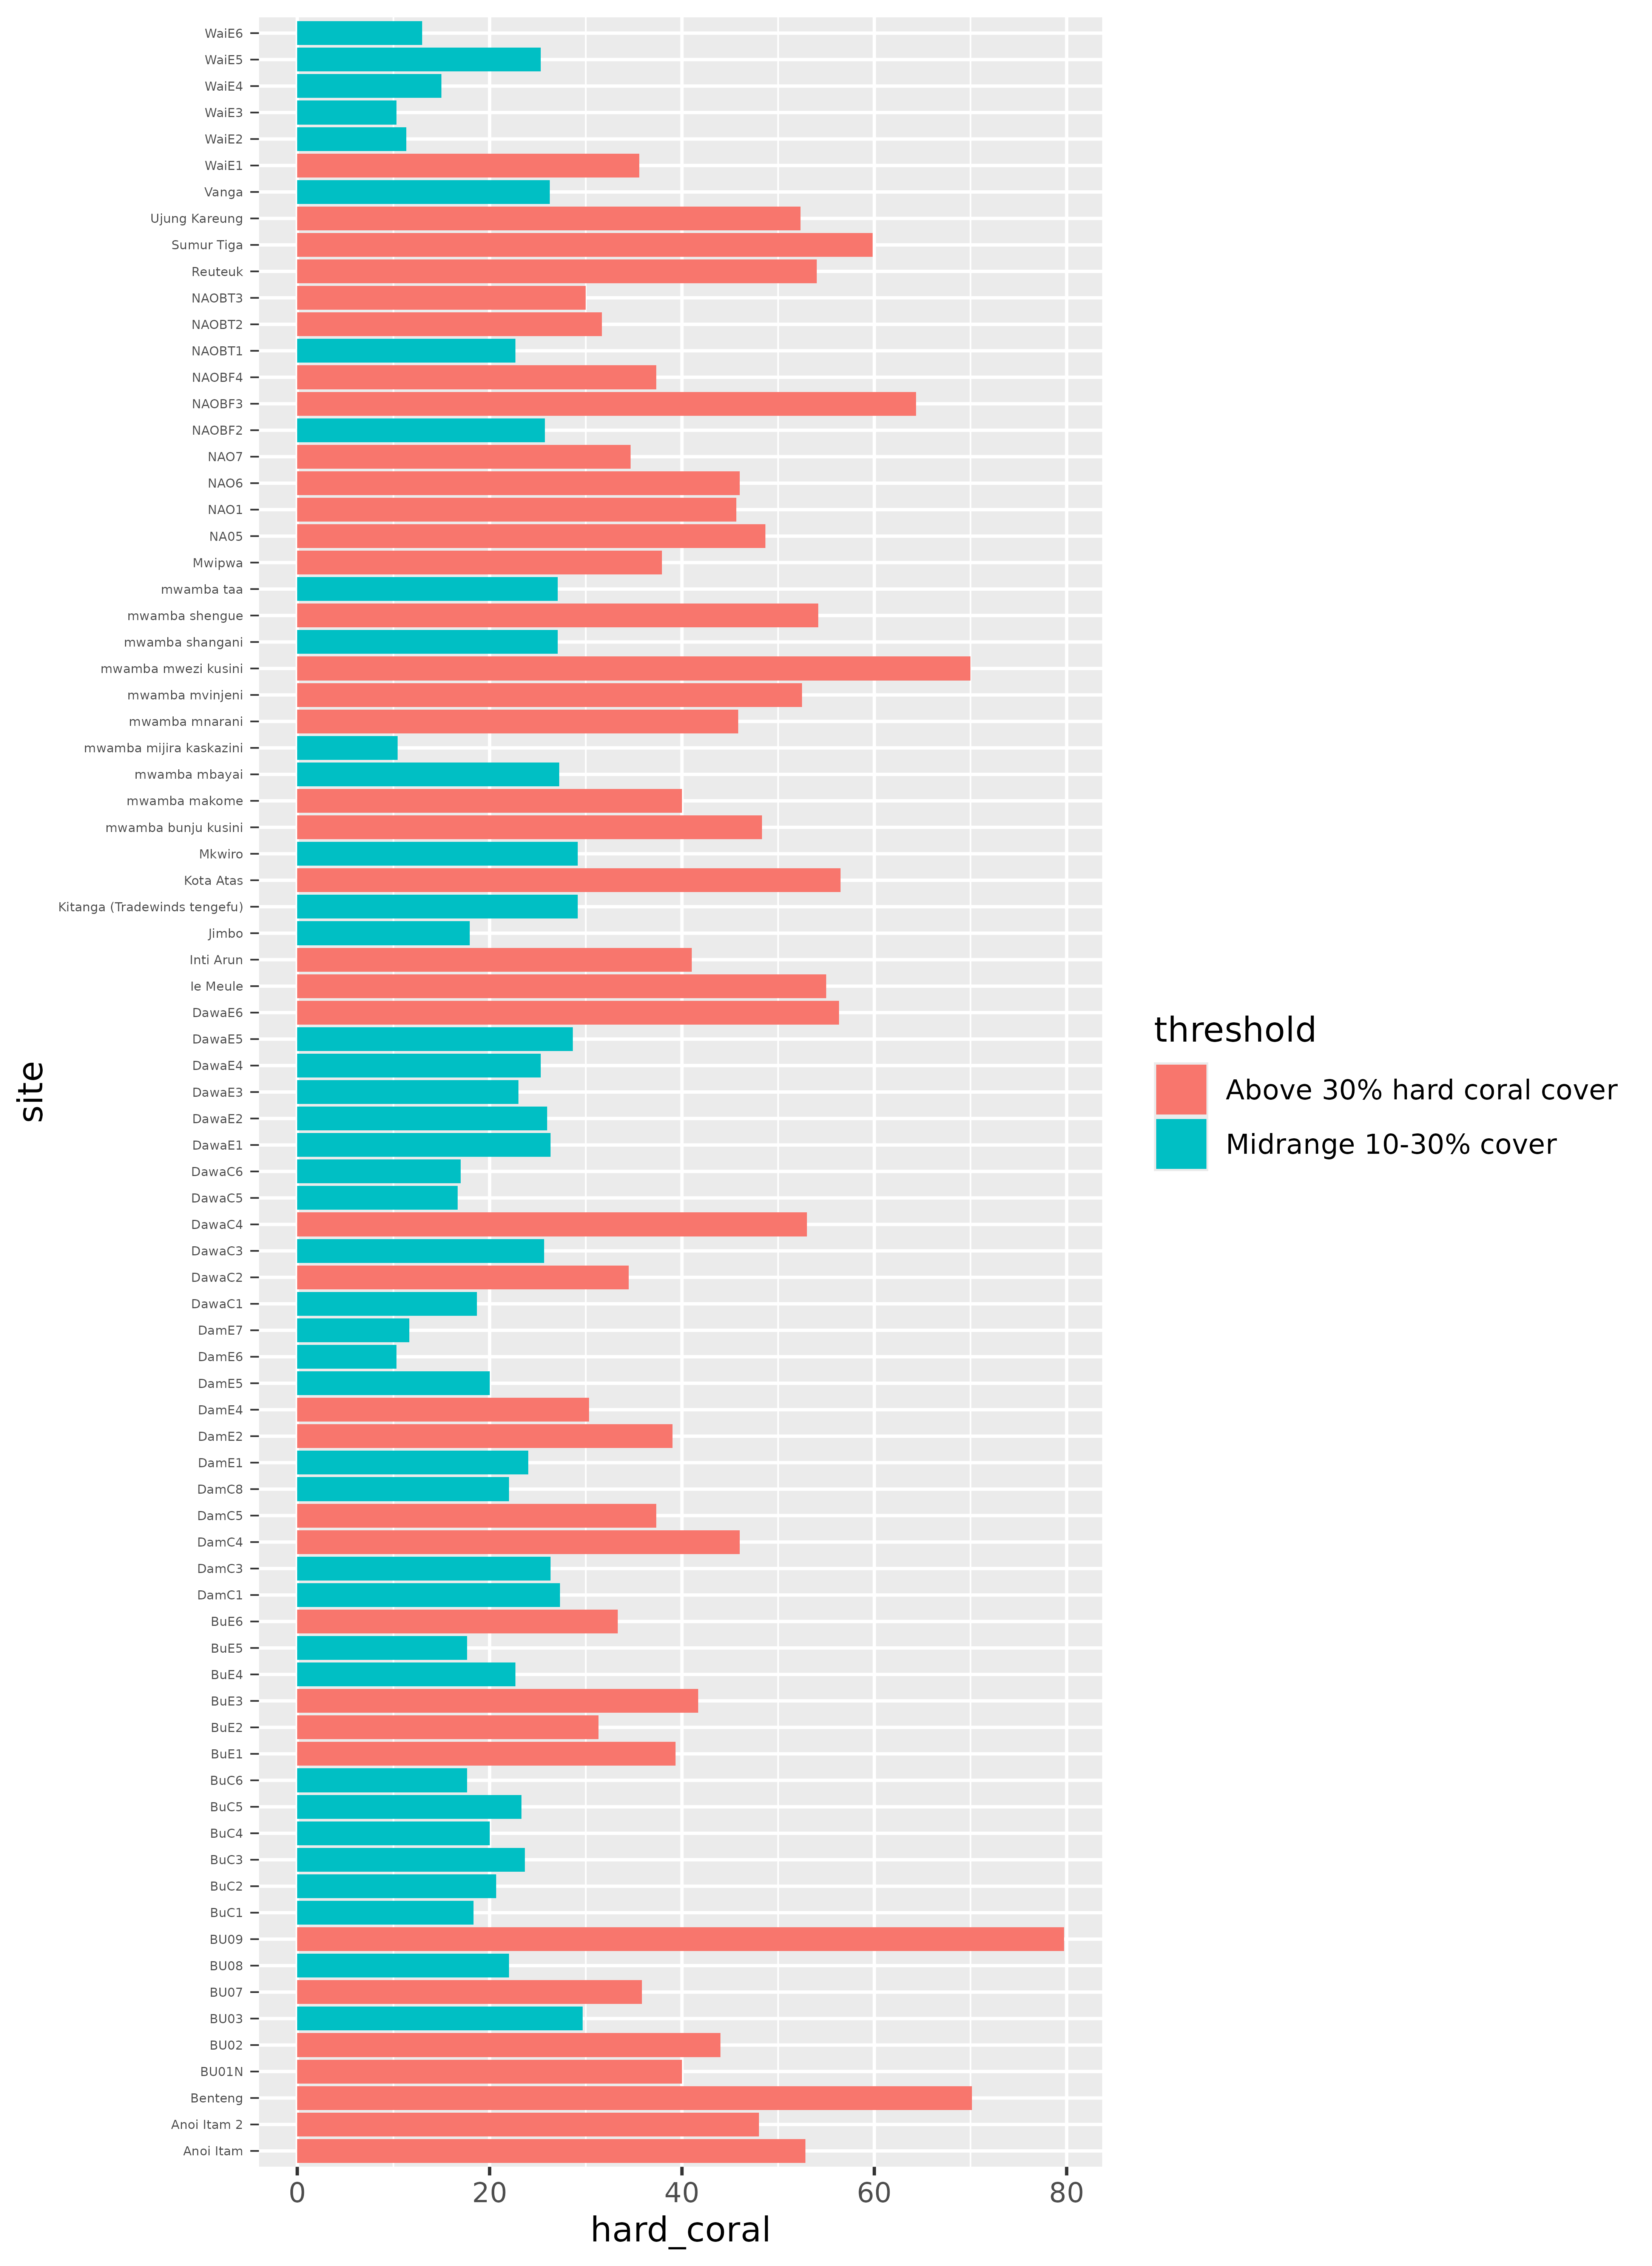 WaiE6
WaiE5
WaiE4
WaiE3
WaiE2
WaiE1
Vanga
Ujung Kareung
Sumur Tiga
Reuteuk
NAOBT3
NAOBT2
NAOBT1
NAOBF4
NAOBF3
NAOBF2
NAO7
NAO6
NAO1
NA05
Mwipwa
mwamba taa
mwamba shengue
mwamba shangani
mwamba mwezi kusini
mwamba mvinjeni
mwamba mnarani
mwamba mijira kaskazini
mwamba mbayai
mwamba makome
mwamba bunju kusini
Mkwiro
Kota Atas
Kitanga (Tradewinds tengefu)
Jimbo
Inti Arun
Ie Meule
DawaE6
DawaE5
DawaE4
DawaE3
DawaE2
DawaE1
DawaC6
DawaC5
DawaC4
DawaC3
DawaC2
DawaC1
DamE7
DamE6
DamE5
DamE4
DamE2
DamE1
DamC8
DamC5
DamC4
DamC3
DamC1
BuE6
BuE5
BuE4
BuE3
BuE2
BuE1
BuC6
BuC5
BuC4
BuC3
BuC2
BuC1
BU09
BU08
BU07
BU03
BU02
BU01N
Benteng
Anoi Itam 2
Anoi Itam
site
0 20 40 60 80
hard_coral
threshold
Above 30% hard coral cover
Midrange 10-30% cover